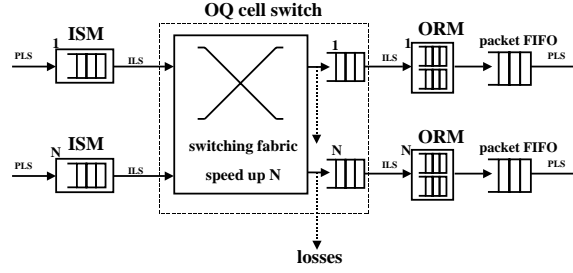 OQ cell switch
ISM
ORM
packet FIFO
PLS
1
ILS
1
ILS
1
PLS
switching fabric
speed up N
ISM
ORM
packet FIFO
PLS
N
ILS
N
ILS
N
PLS
losses